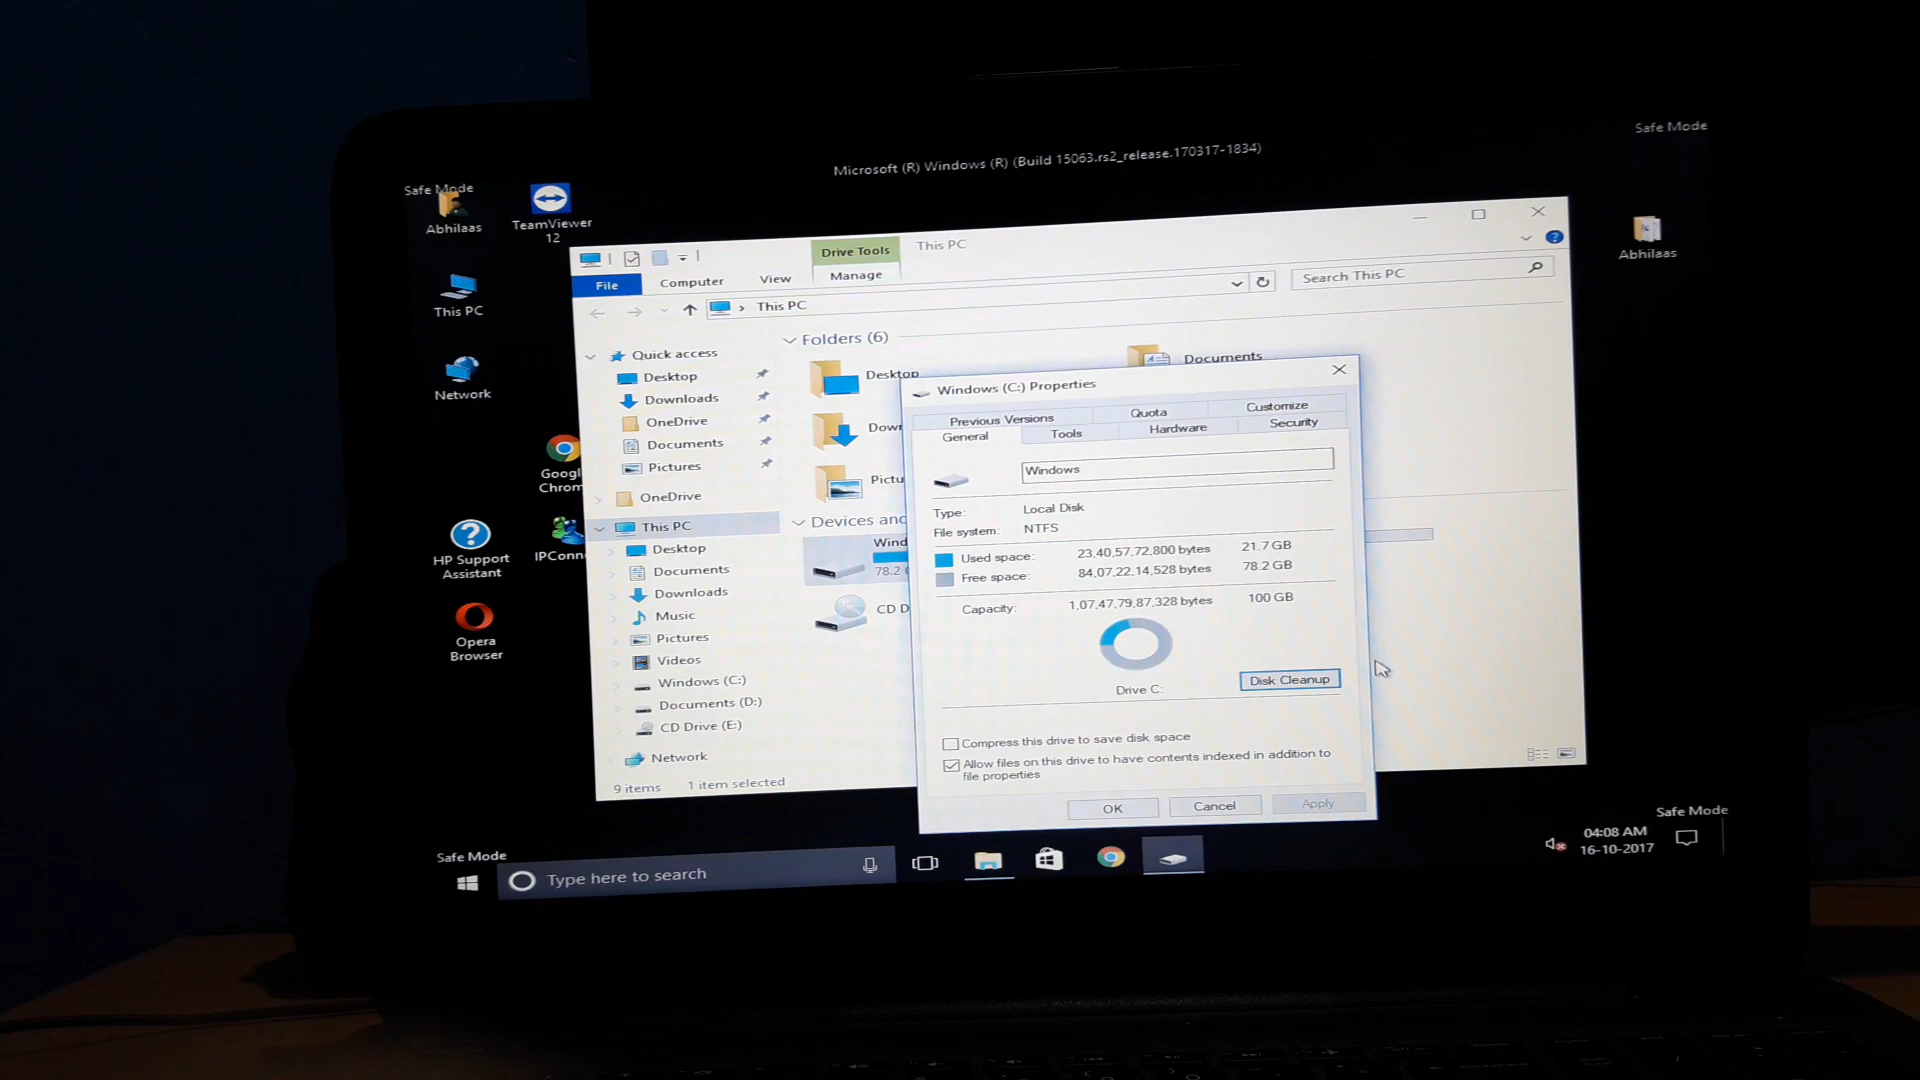 Microsoft (R) Windows (R) (Build 15063.rs2_release.170317-1834)
Safe Mode
Safe Mode
Abhilaas
TeamViewer
12
This PC
Network
Google
Chrom
HP Support
Assistant
IPConn
Opera
Browser
Abhilaas
Drive Tools
This PC
File
Computer
View
Manage
This PC
Search This PC
Quick access
Desktop
Downloads
OneDrive
Documents
Pictures
OneDrive
This PC
Desktop
Documents
Downloads
Music
Pictures
Videos
Windows (C:)
Documents (D:)
CD Drive (E:)
Network
9 items
1 item selected
Folders (6)
Desktop
Documents
Dow
Pictu
Devices and
Wind
78.2 G
CD D
Windows (C:) Properties
Previous Versions
Quota
Customize
General
Tools
Hardware
Security
Windows
Type: Local Disk
File system: NTFS
Used space: 23,40,57,72,800 bytes 21.7 GB
Free space: 84,07,22,14,528 bytes 78.2 GB
Capacity: 1,07,47,79,87,328 bytes 100 GB
Drive C:
Disk Cleanup
Compress this drive to save disk space
Allow files on this drive to have contents indexed in addition to
file properties
OK
Cancel
Apply
Safe Mode
Safe Mode
Type here to search
04:08 AM
16-10-2017